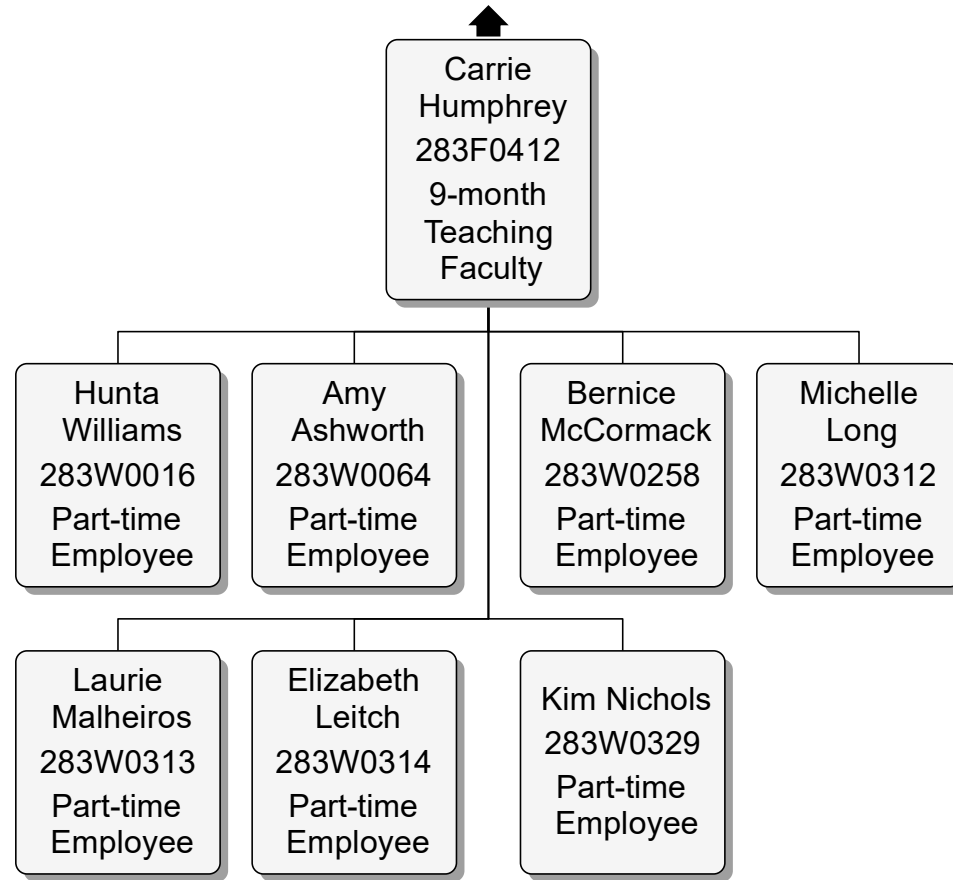 Carrie
Humphrey
283F0412
9-month
Teaching
Faculty
Hunta
Williams
283W0016
Part-time
Employee
Amy
Ashworth
283W0064
Part-time
Employee
Bernice
McCormack
283W0258
Part-time
Employee
Michelle
Long
283W0312
Part-time
Employee
Laurie
Malheiros
283W0313
Part-time
Employee
Elizabeth
Leitch
283W0314
Part-time
Employee
Kim Nichols
283W0329
Part-time
Employee